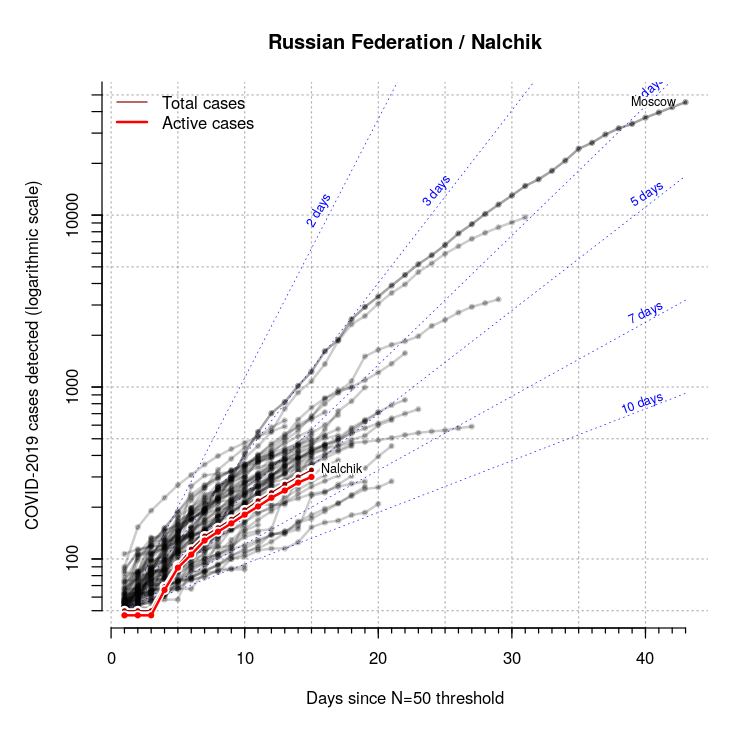 Russian Federation / Nalchik
Total cases
Active cases
days
Moscow
2 days
3 days
5 days
7 days
10 days
Nalchik
COVID-2019 cases detected (logarithmic scale)
10000
1000
100
0 10 20 30 40
Days since N=50 threshold